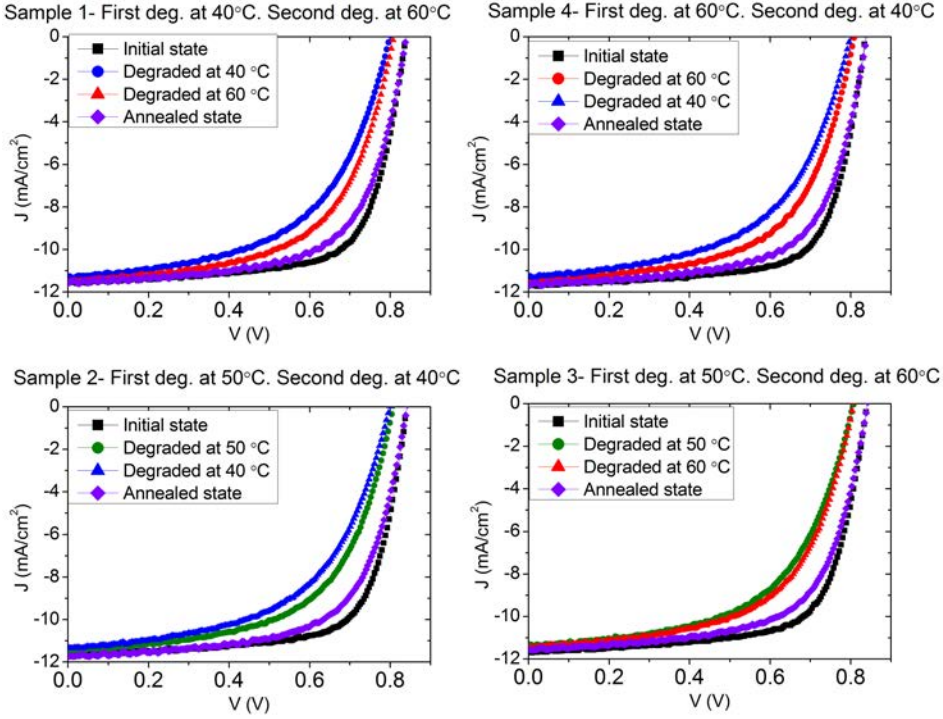 Sample 1- First deg. at 40°C. Second deg. at 60°C
0
-2
-4
-6
-8
-10
-12
J (mA/cm²)
Initial state
Degraded at 40 °C
Degraded at 60 °C
Annealed state
0.0 0.2 0.4 0.6 0.8
V (V)
Sample 4- First deg. at 60°C. Second deg. at 40°C
0
-2
-4
-6
-8
-10
-12
J (mA/cm²)
Initial state
Degraded at 60 °C
Degraded at 40 °C
Annealed state
0.0 0.2 0.4 0.6 0.8
V (V)
Sample 2- First deg. at 50°C. Second deg. at 40°C
0
-2
-4
-6
-8
-10
-12
J (mA/cm²)
Initial state
Degraded at 50 °C
Degraded at 40 °C
Annealed state
0.0 0.2 0.4 0.6 0.8
V (V)
Sample 3- First deg. at 50°C. Second deg. at 60°C
0
-2
-4
-6
-8
-10
-12
J (mA/cm²)
Initial state
Degraded at 50 °C
Degraded at 60 °C
Annealed state
0.0 0.2 0.4 0.6 0.8
V (V)